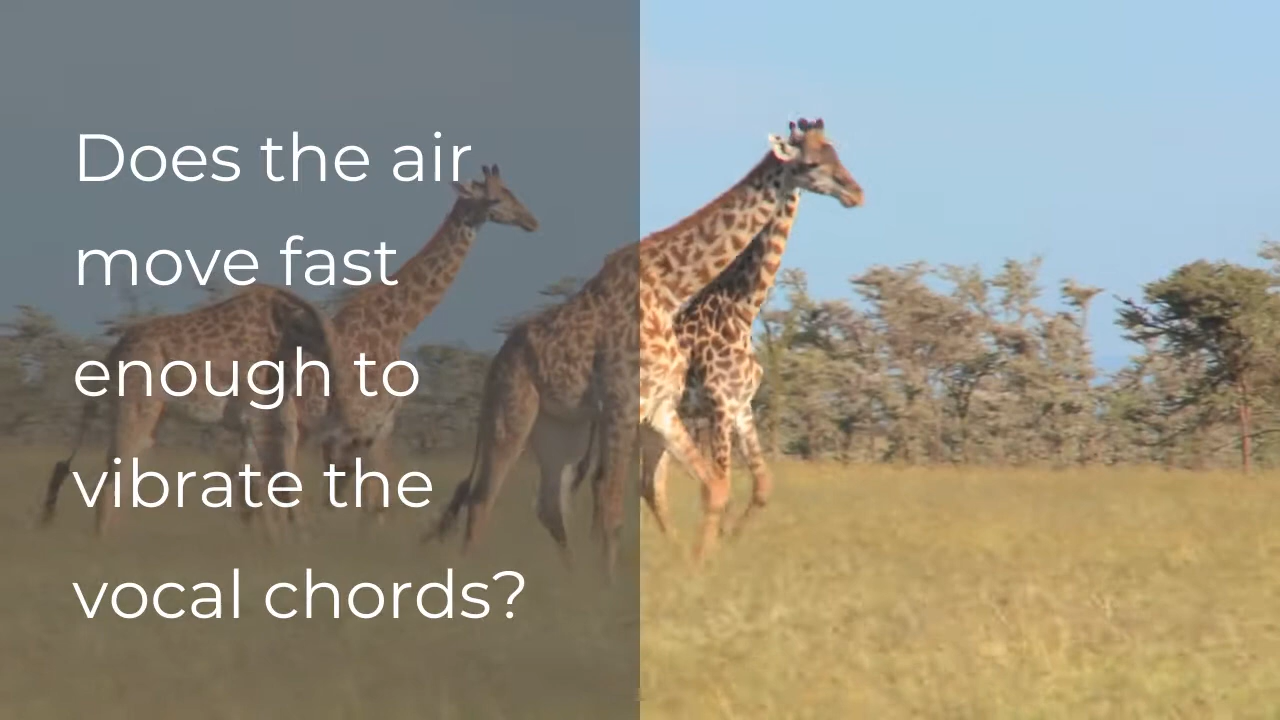 Does the air
move fast
enough to
vibrate the
vocal chords?